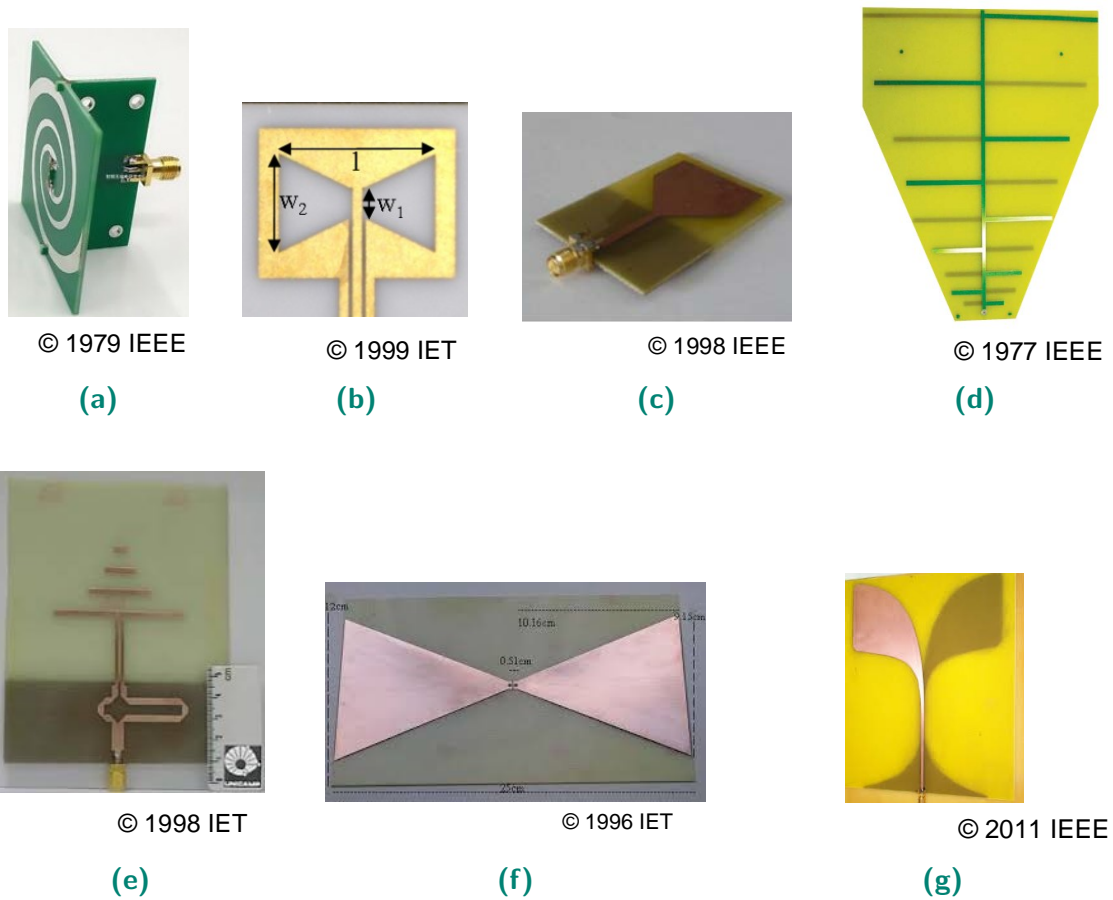 l
w₂
w₁
© 1979 IEEE
© 1999 IET
© 1998 IEEE
© 1977 IEEE
(a)
(b)
(c)
(d)
12cm
10.16cm
9.15cm
0.51cm
25cm
© 1998 IET
© 1996 IET
© 2011 IEEE
(e)
(f)
(g)